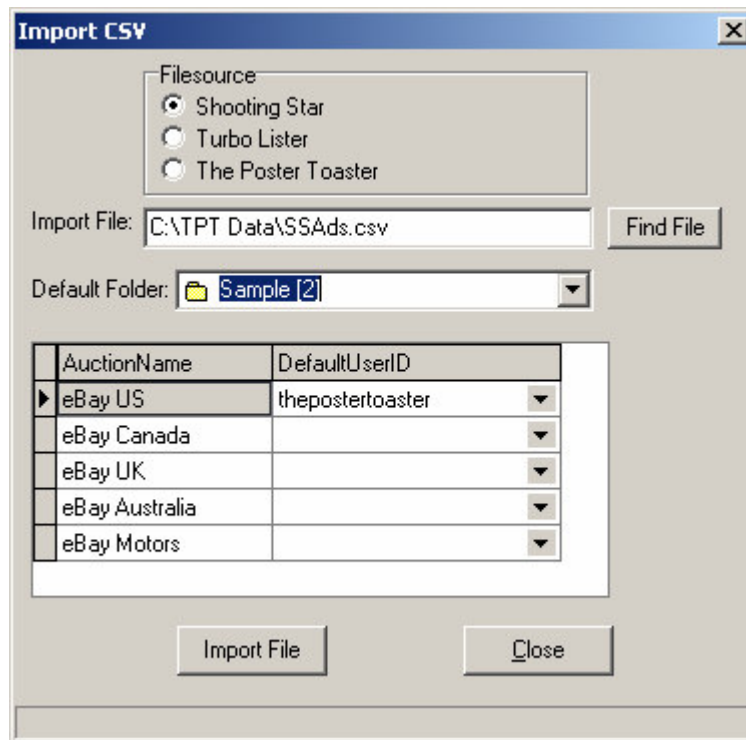 Import CSV
Filesource
Shooting Star
Turbo Lister
The Poster Toaster
Import File: C:\TPT Data\SSAds.csv Find File
Default Folder: Sample [2]
AuctionName DefaultUserID
eBay US thepostertoaster
eBay Canada
eBay UK
eBay Australia
eBay Motors
Import File Close